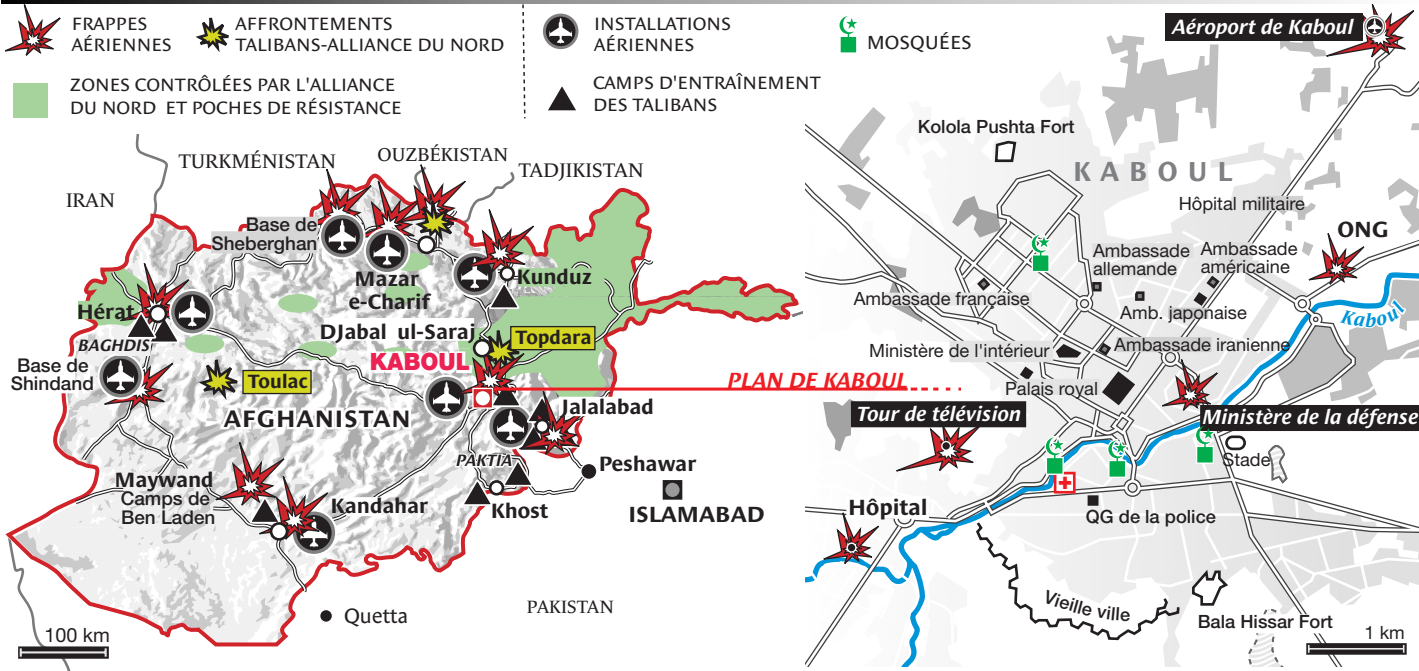 FRAPPES
AÉRIENNES
AFFRONTEMENTS
TALIBANS-ALLIANCE DU NORD
INSTALLATIONS
AÉRIENNES
MOSQUÉES
ZONES CONTRÔLÉES PAR L'ALLIANCE
DU NORD ET POCHES DE RÉSISTANCE
CAMPS D'ENTRAÎNEMENT
DES TALIBANS
TURKMÉNISTAN
OUZBÉKISTAN
TADJIKISTAN
IRAN
Base de
Sheberghan
Mazar
e-Charif
Kunduz
Hérat
BAGHDIS
DJabal ul-Saraj
Topdara
KABOUL
Base de
Shindand
Toulac
AFGHANISTAN
PLAN DE KABOUL
Jalalabad
PAKTIA
Peshawar
Maywand
Camps de
Ben Laden
Kandahar
Khost
ISLAMABAD
Quetta
PAKISTAN
100 km
Aéroport de Kaboul
Kolola Pushta Fort
KABOUL
Hôpital militaire
ONG
Ambassade
allemande
Ambassade
américaine
Ambassade française
Amb. japonaise
Kaboul
Ministère de l'intérieur
Ambassade iranienne
Palais royal
Tour de télévision
Ministère de la défense
Stade
Hôpital
QG de la police
Vieille ville
Bala Hissar Fort
1 km